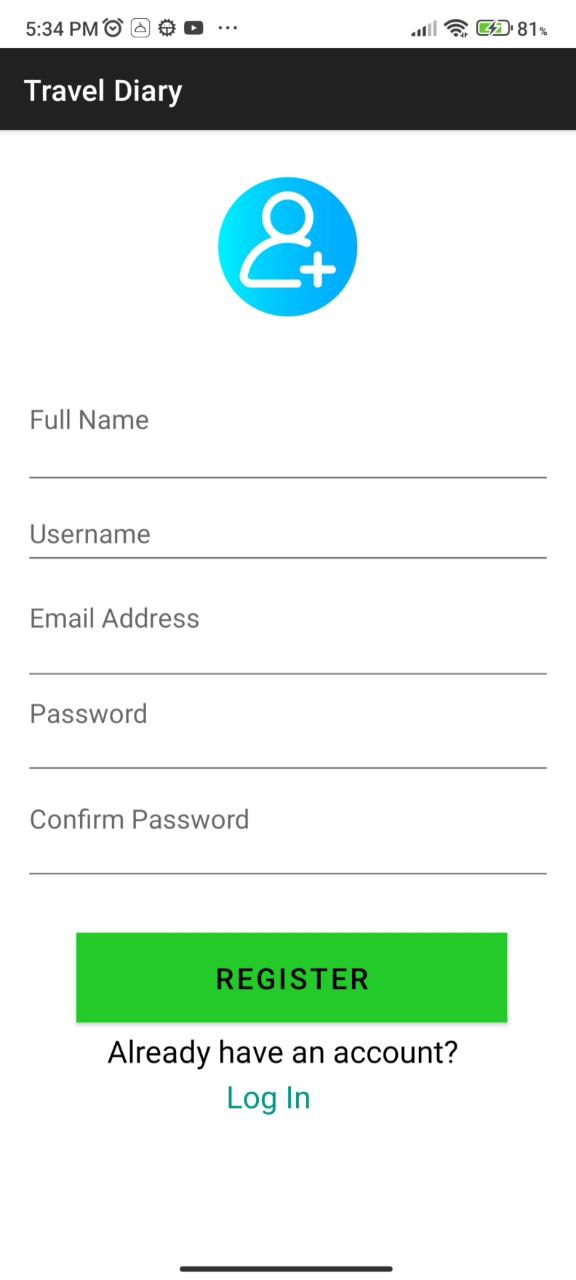 5:34 PM 81%
Travel Diary
Full Name
Username
Email Address
Password
Confirm Password
REGISTER
Already have an account?
Log In